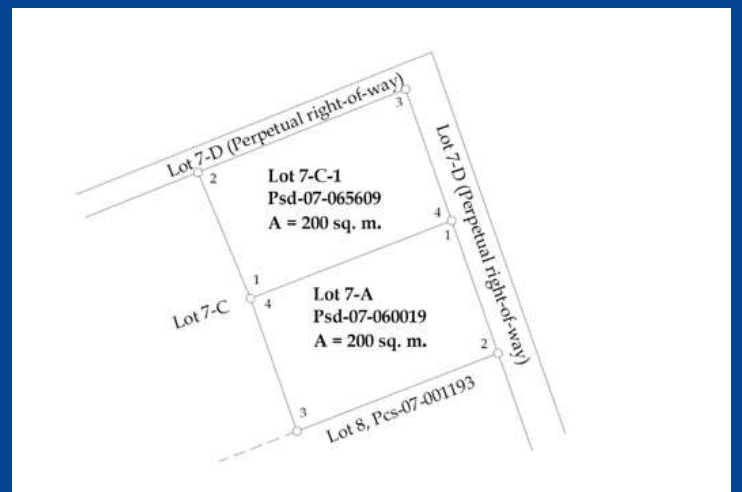 Lot 7-D (Perpetual right-of-way)
3
2
Lot 7-C-1
Psd-07-065609
A = 200 sq. m.
Lot 7-D (Perpetual right-of-way)
4
1
1
4
Lot 7-C
Lot 7-A
Psd-07-060019
A = 200 sq. m.
2
3
Lot 8, Pcs-07-001193